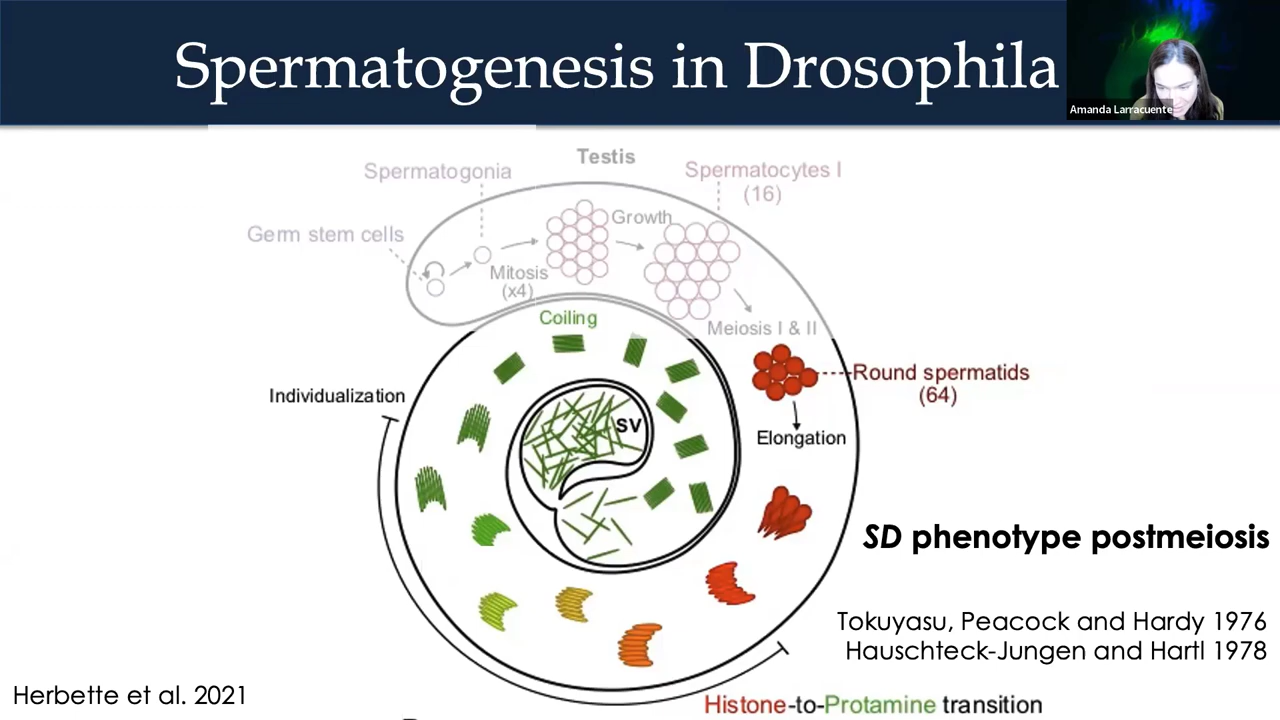 Spermatogenesis in Drosophila
Amanda Larracuente
Testis
Spermatogonia
Spermatocytes I
(16)
Growth
Germ stem cells
Mitosis
(x4)
Coiling
Meiosis I & II
Round spermatids
(64)
Individualization
SV
Elongation
SD phenotype postmeiosis
Tokuyasu, Peacock and Hardy 1976
Hauschteck-Jungen and Hartl 1978
Herbette et al. 2021
Histone-to-Protamine transition